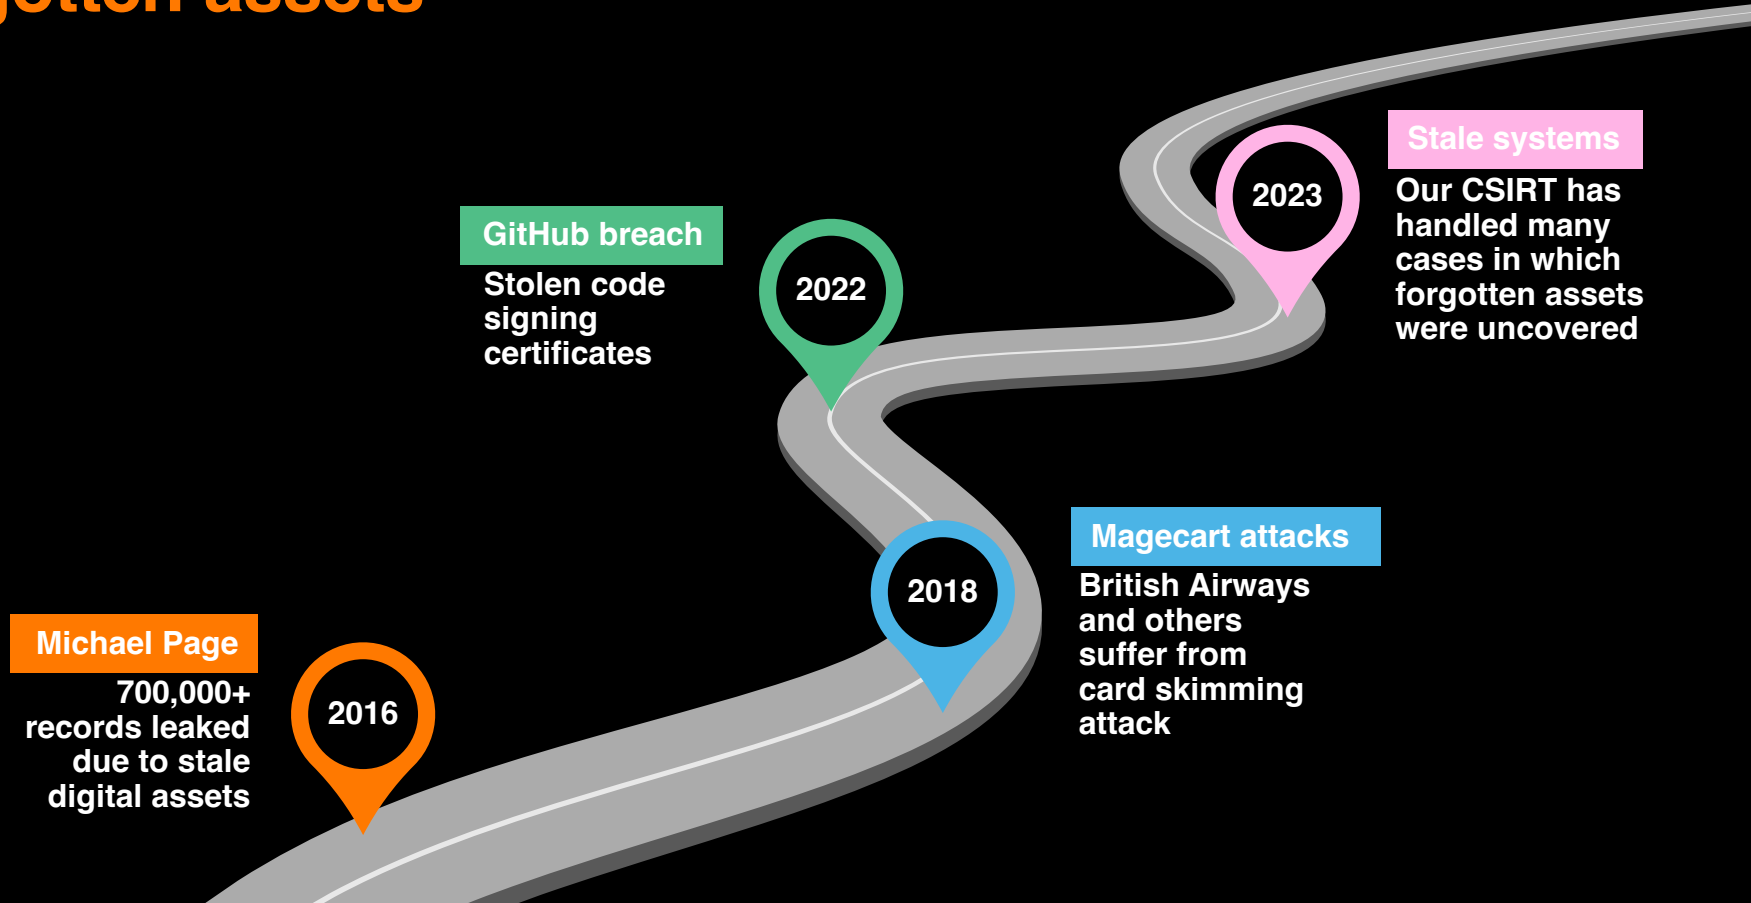 assets
Stale systems
2023
Our CSIRT has
handled many
cases in which
forgotten assets
were uncovered
GitHub breach
2022
Stolen code
signing
certificates
Magecart attacks
2018
British Airways
and others
suffer from
card skimming
attack
Michael Page
2016
700,000+
records leaked
due to stale
digital assets